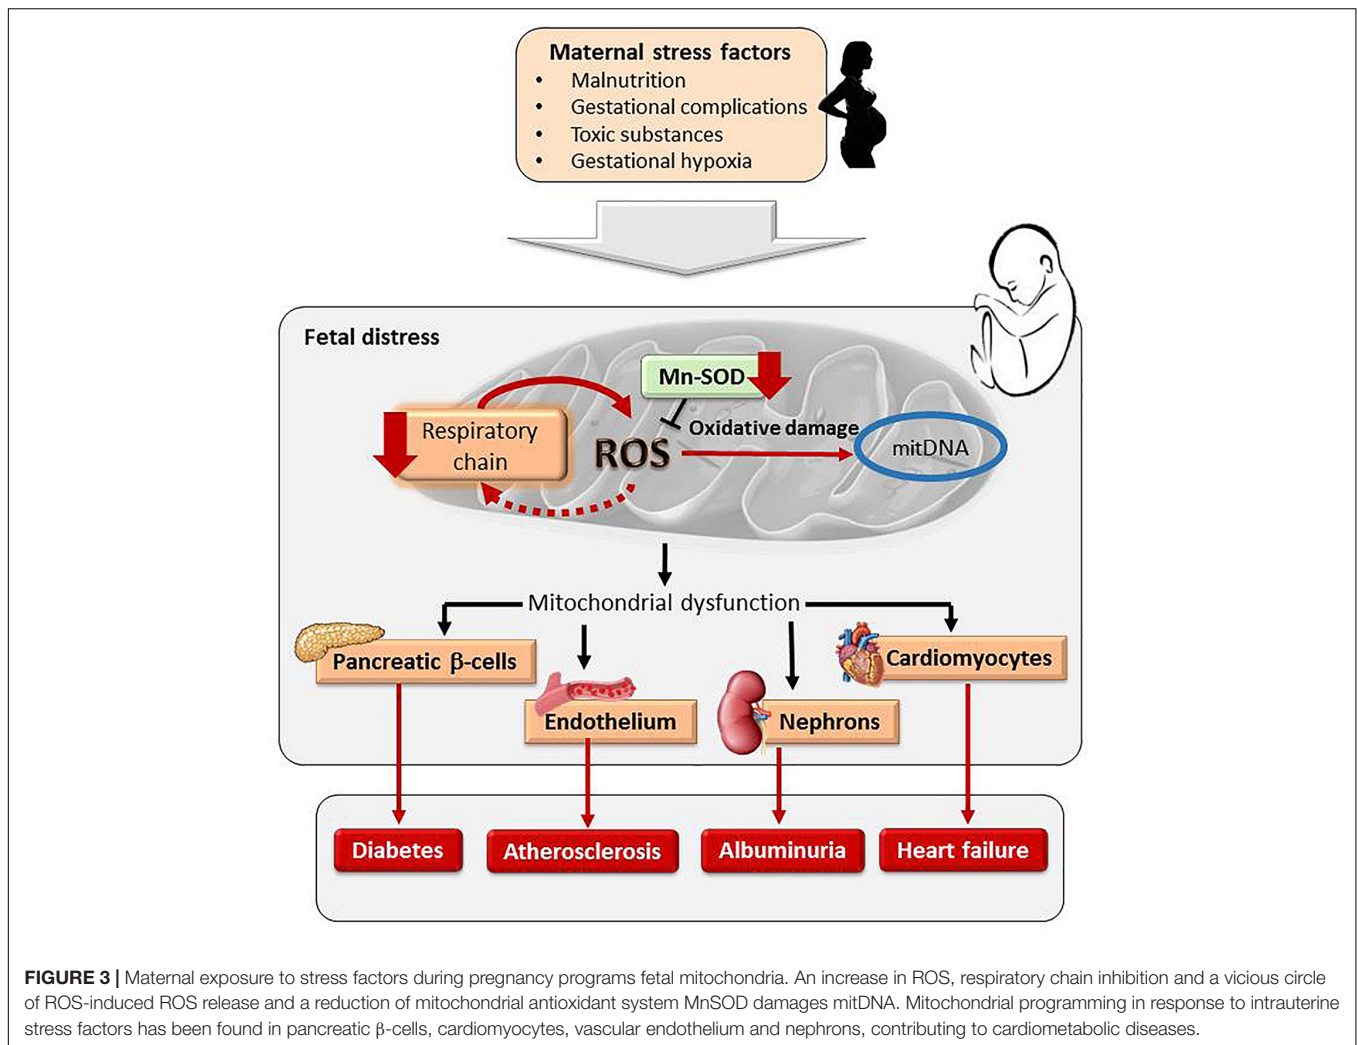 Maternal stress factors
• Malnutrition
• Gestational complications
• Toxic substances
• Gestational hypoxia
Fetal distress
Mn-SOD
Respiratory
chain
ROS
Oxidative damage
mitDNA
Mitochondrial dysfunction
Pancreatic β-cells
Endothelium
Nephrons
Cardiomyocytes
Diabetes
Atherosclerosis
Albuminuria
Heart failure
FIGURE 3 | Maternal exposure to stress factors during pregnancy programs fetal mitochondria. An increase in ROS, respiratory chain inhibition and a vicious circle
of ROS-induced ROS release and a reduction of mitochondrial antioxidant system MnSOD damages mitDNA. Mitochondrial programming in response to intrauterine
stress factors has been found in pancreatic β-cells, cardiomyocytes, vascular endothelium and nephrons, contributing to cardiometabolic diseases.